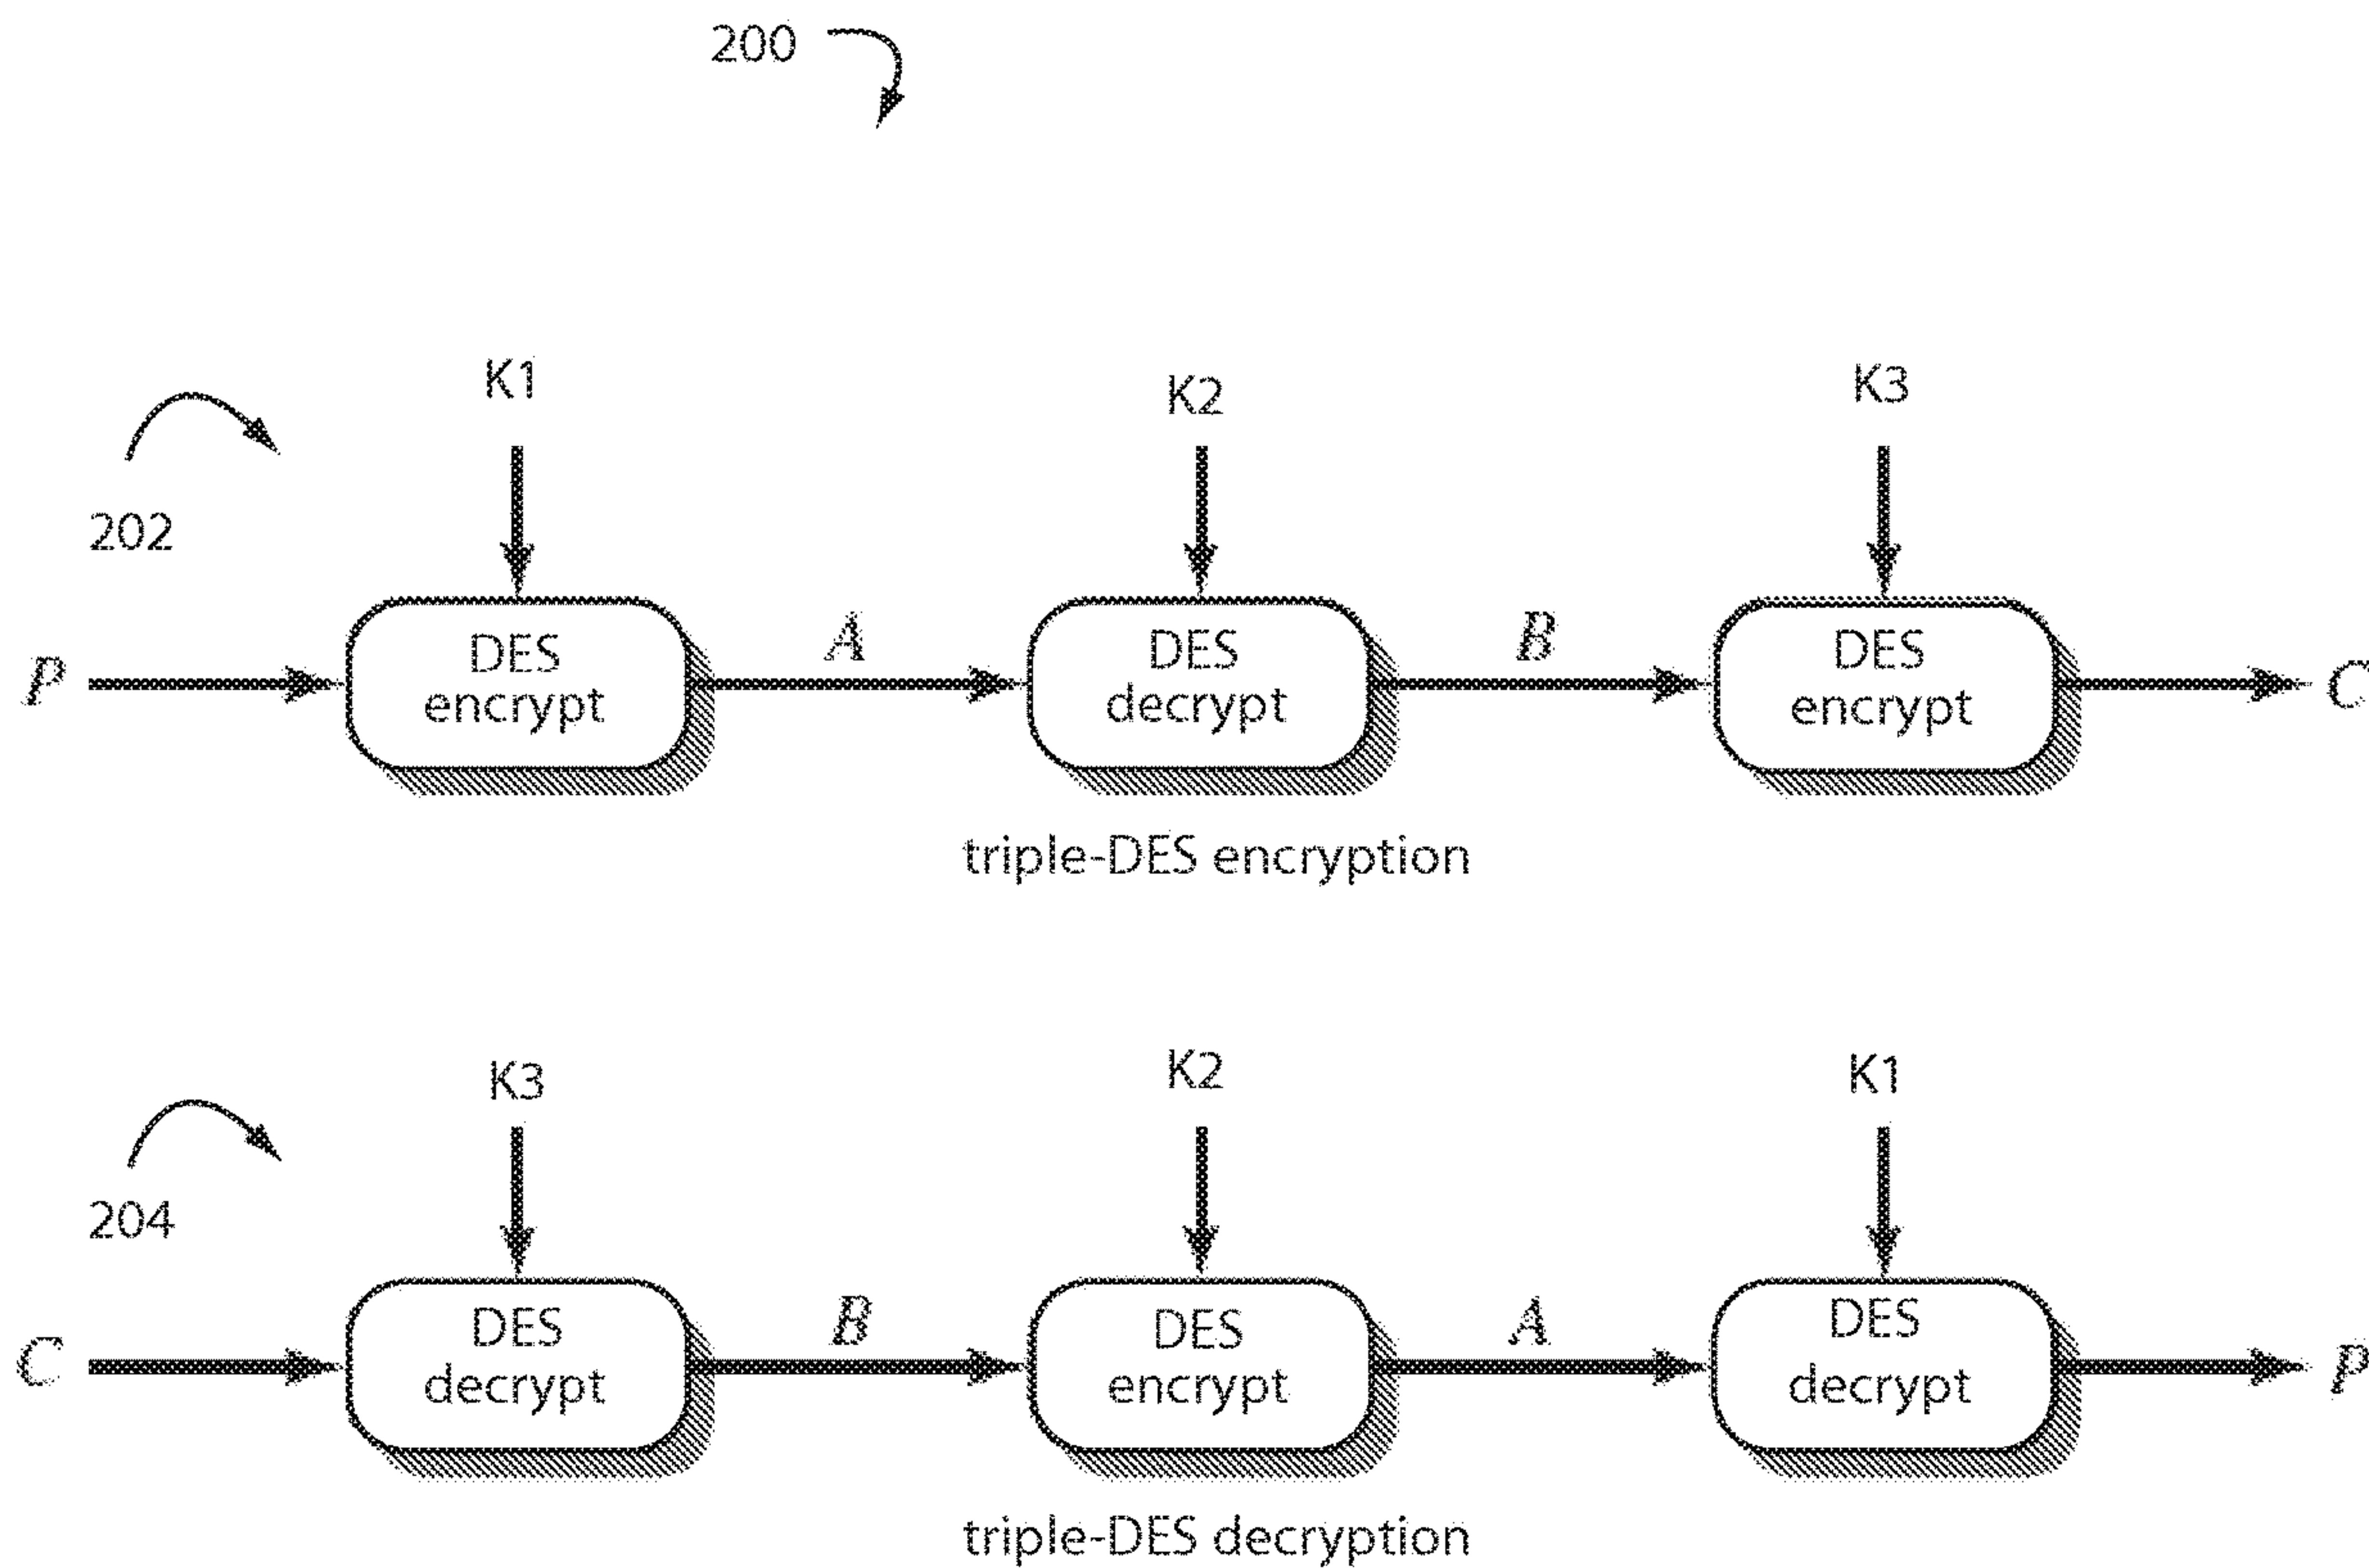 200
K1
K2
K3
202
DES
encrypt
DES
decrypt
DES
encrypt
P
A
B
C
triple-DES encryption
K3
K2
K1
204
DES
decrypt
DES
encrypt
DES
decrypt
C
B
A
P
triple-DES decryption